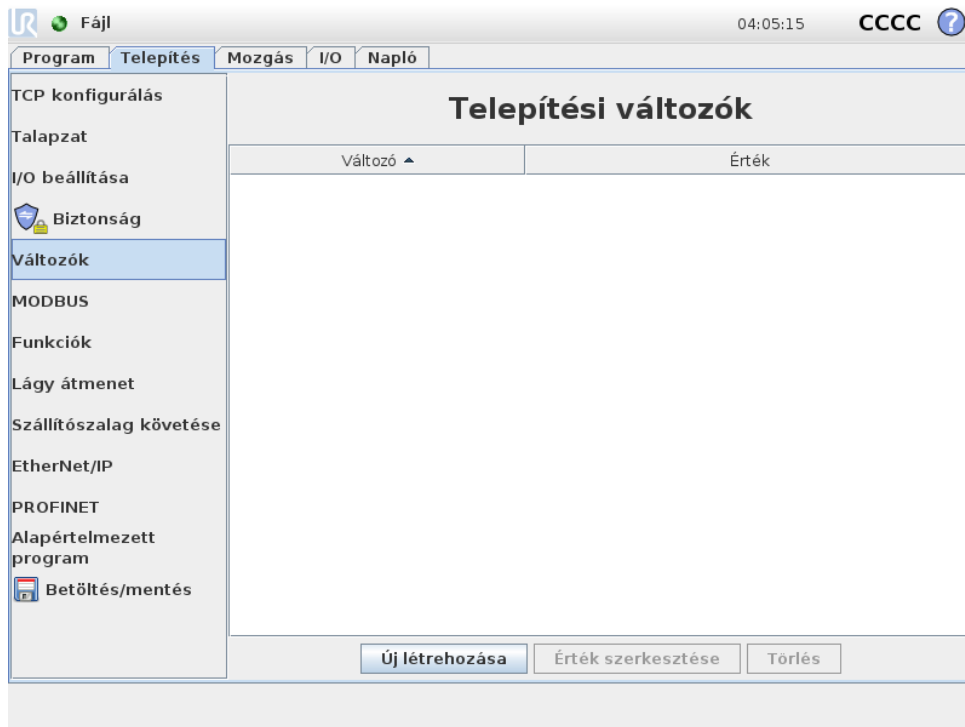 UR Fájl 04:05:15 CCCC ?
Program Telepítés Mozgás I/O Napló
TCP konfigurálás
Talapzat
I/O beállítása
Biztonság
Változók
MODBUS
Funkciók
Lágy átmenet
Szállítószalag követése
EtherNet/IP
PROFINET
Alapértelmezett
program
Betöltés/mentés
Telepítési változók
Változó Érték
Új létrehozása Érték szerkesztése Törlés